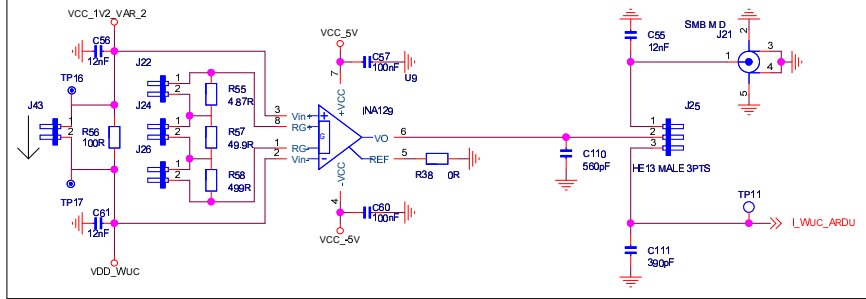 VCC_1V2_VAR_2
C56
12nF
TP16
J43
1
2
R56
100R
TP17
C61
12nF
VDD_WUC
J22
1
2
J24
1
2
J26
1
2
R55
4.87R
R57
49.9R
R58
499R
VCC_5V
C57
100nF
U9
7
+VCC
INA129
3
Vin+
8
RG+
1
RG-
2
Vin-
G
VO
6
REF
5
R38
0R
-VCC
4
C60
100nF
VCC_-5V
C110
560pF
C55
12nF
SMB M D
J21
1
2
3
4
5
J25
1
2
3
HE13 MALE 3PTS
TP11
I_WUC_ARDU
C111
390pF